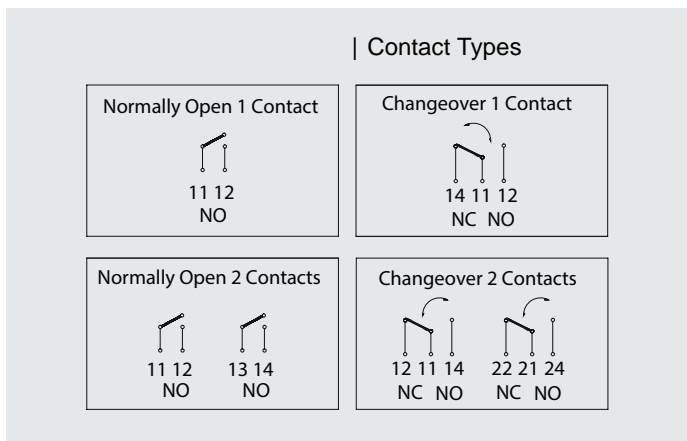 | Contact Types
Normally Open 1 Contact
11 12
NO
Changeover 1 Contact
14 11 12
NC NO
Normally Open 2 Contacts
11 12 13 14
NO NO
Changeover 2 Contacts
12 11 14 22 21 24
NC NO NC NO